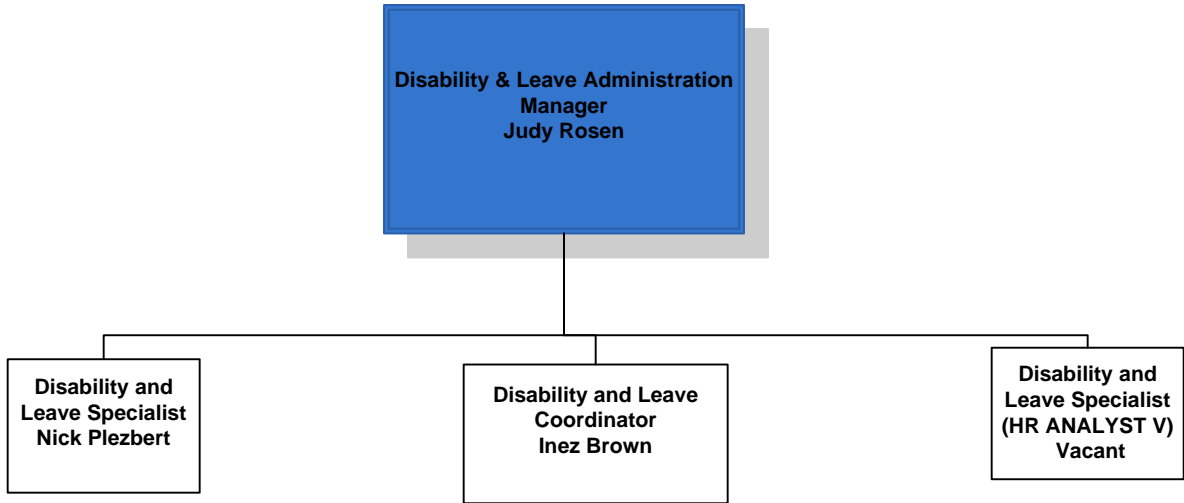 Disability & Leave Administration
Manager
Judy Rosen
Disability and
Leave Specialist
Nick Plezbert
Disability and Leave
Coordinator
Inez Brown
Disability and
Leave Specialist
(HR ANALYST V)
Vacant